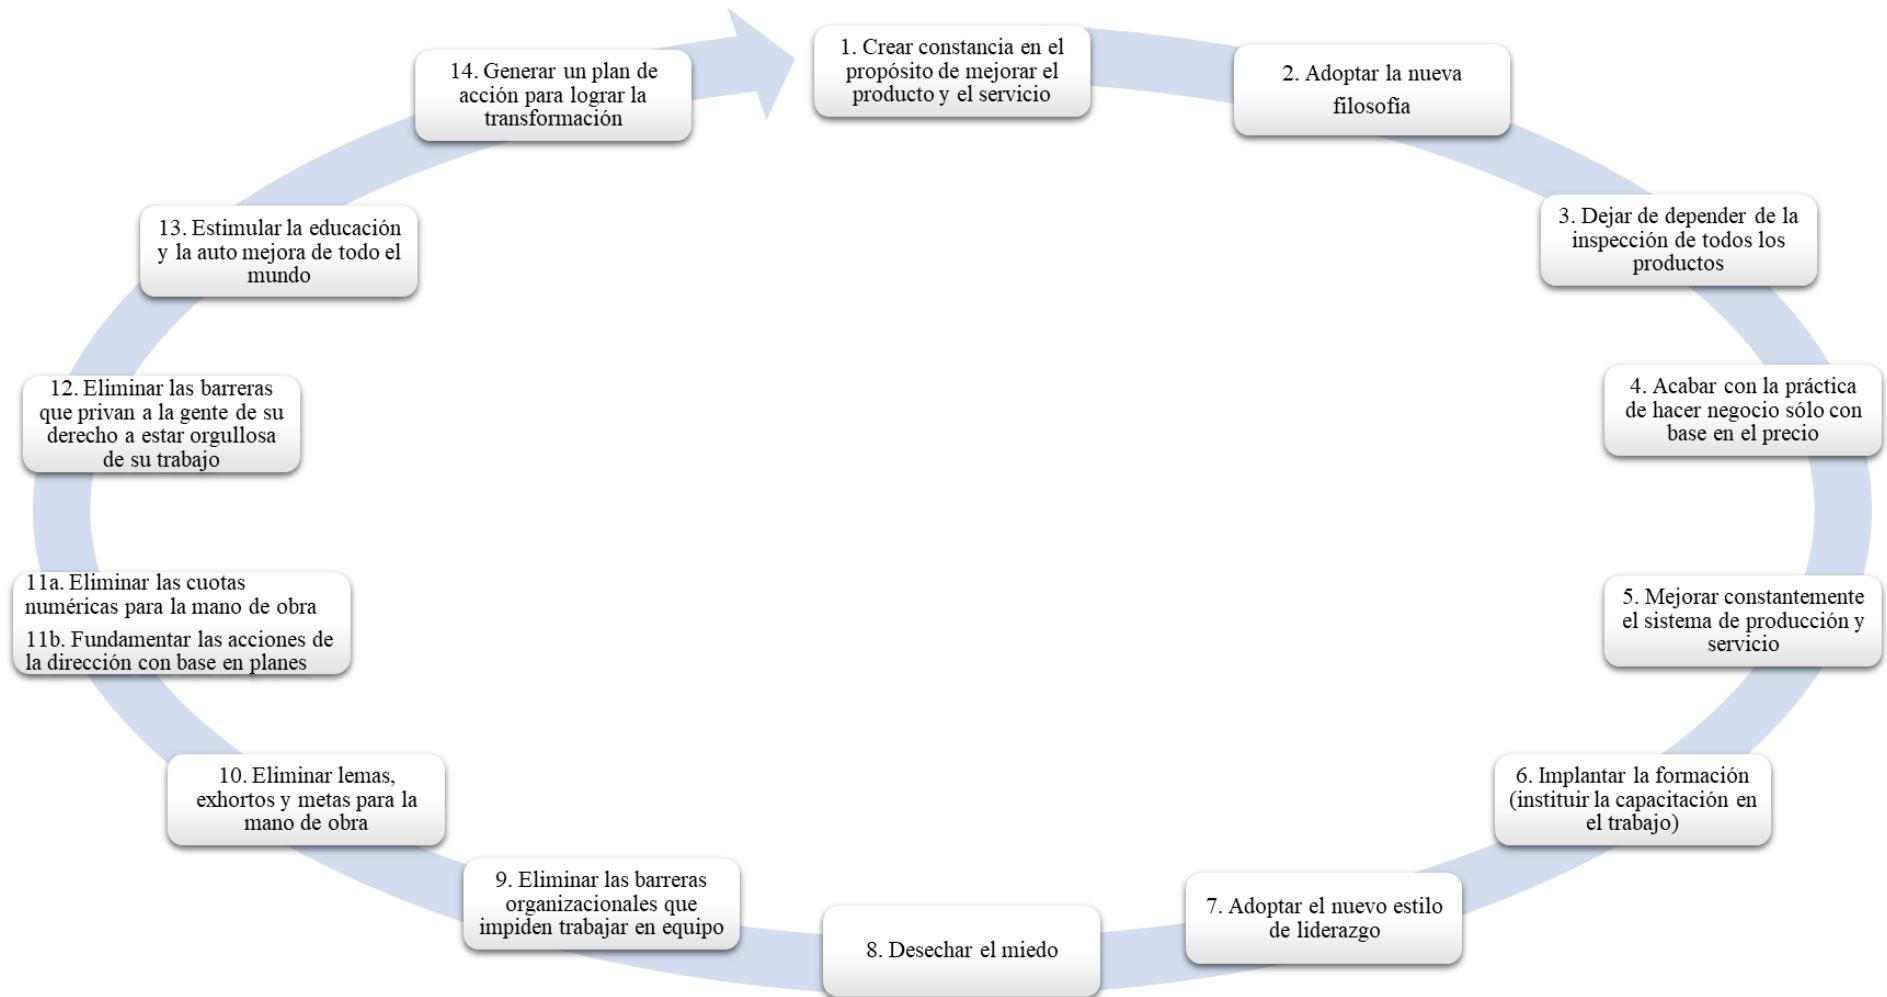 1. Crear constancia en el
propósito de mejorar el
producto y el servicio
2. Adoptar la nueva
filosofía
3. Dejar de depender de la
inspección de todos los
productos
4. Acabar con la práctica
de hacer negocio sólo con
base en el precio
5. Mejorar constantemente
el sistema de producción y
servicio
6. Implantar la formación
(instituir la capacitación en
el trabajo)
7. Adoptar el nuevo estilo
de liderazgo
8. Desechar el miedo
9. Eliminar las barreras
organizacionales que
impiden trabajar en equipo
10. Eliminar lemas,
exhortos y metas para la
mano de obra
11a. Eliminar las cuotas
numéricas para la mano de obra
11b. Fundamentar las acciones de
la dirección con base en planes
12. Eliminar las barreras
que privan a la gente de su
derecho a estar orgullosa
de su trabajo
13. Estimular la educación
y la auto mejora de todo el
mundo
14. Generar un plan de
acción para lograr la
transformación